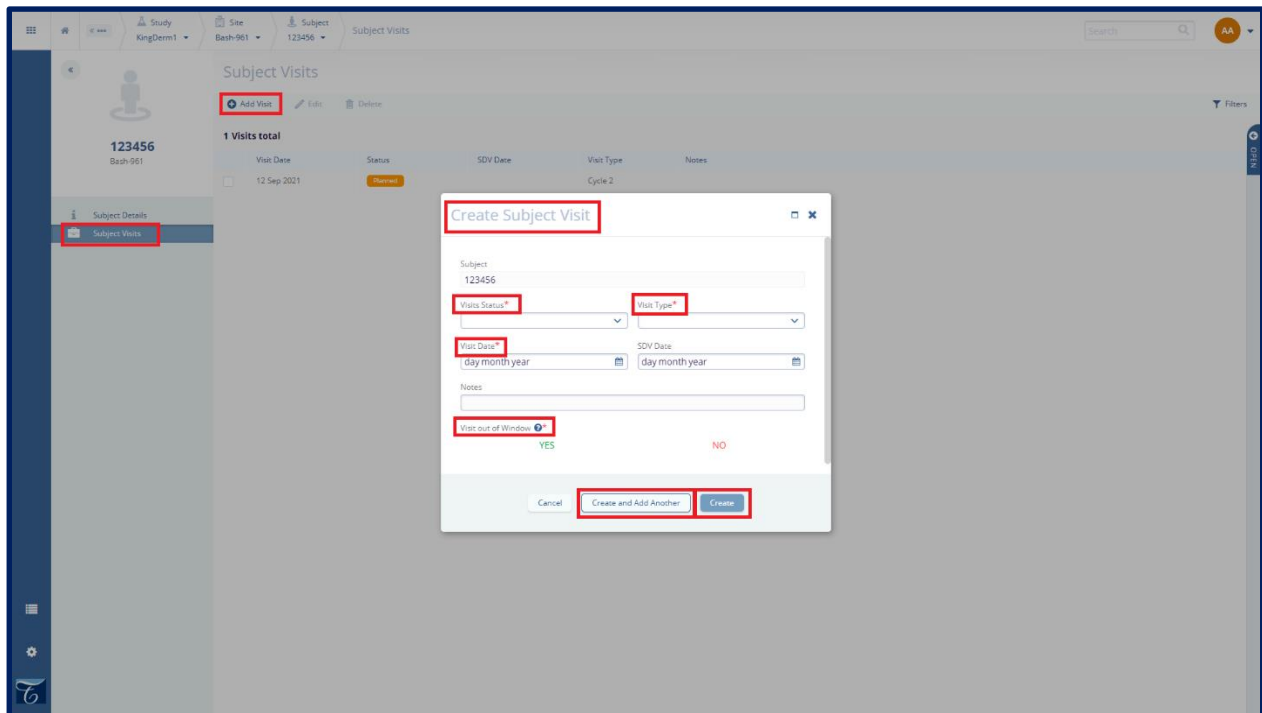 Study Site Subject
KingDerm1 Bash-961 123456 Subject Visits Search AA
Subject Visits
Add Visit Edit Delete Filters
123456
Bash-961
1 Visits total
OPEN
Visit Date Status SDV Date Visit Type Notes
12 Sep 2021 Planned Cycle 2
Subject Details
Subject Visits
Create Subject Visit
Subject
123456
Visits Status* Visit Type*
Visit Date* SDV Date
day month year day month year
Notes
Visit out of Window ?*
YES NO
Cancel Create and Add Another Create